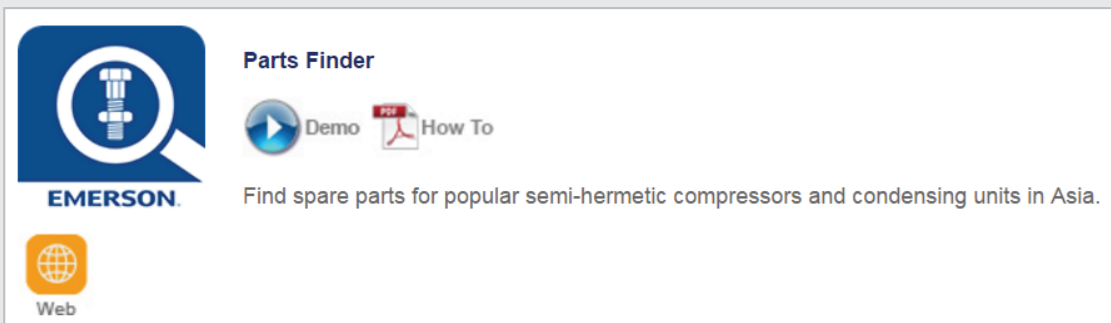 Parts Finder
Demo PDF How To
EMERSON.
Find spare parts for popular semi-hermetic compressors and condensing units in Asia.
Web